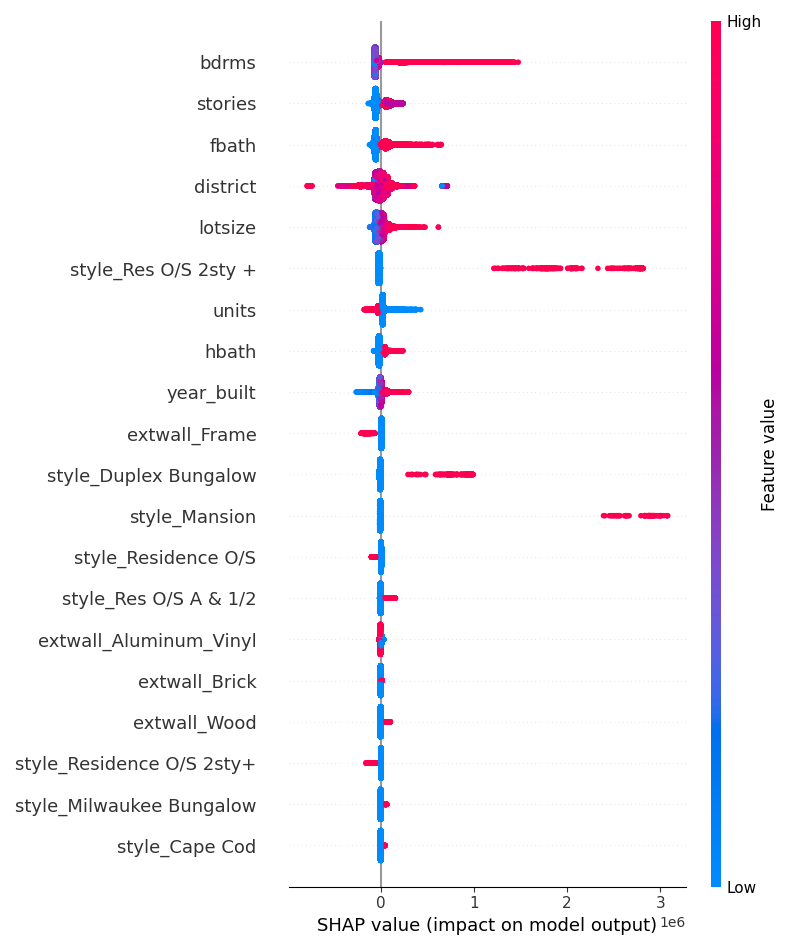 High
bdrms
stories
fbath
district
lotsize
style_Res O/S 2sty +
units
hbath
year_built
extwall_Frame
style_Duplex Bungalow
style_Mansion
style_Residence O/S
style_Res O/S A & 1/2
extwall_Aluminum_Vinyl
extwall_Brick
extwall_Wood
style_Residence O/S 2sty+
style_Milwaukee Bungalow
style_Cape Cod
Feature value
Low
0 1 2 3
1e6
SHAP value (impact on model output)